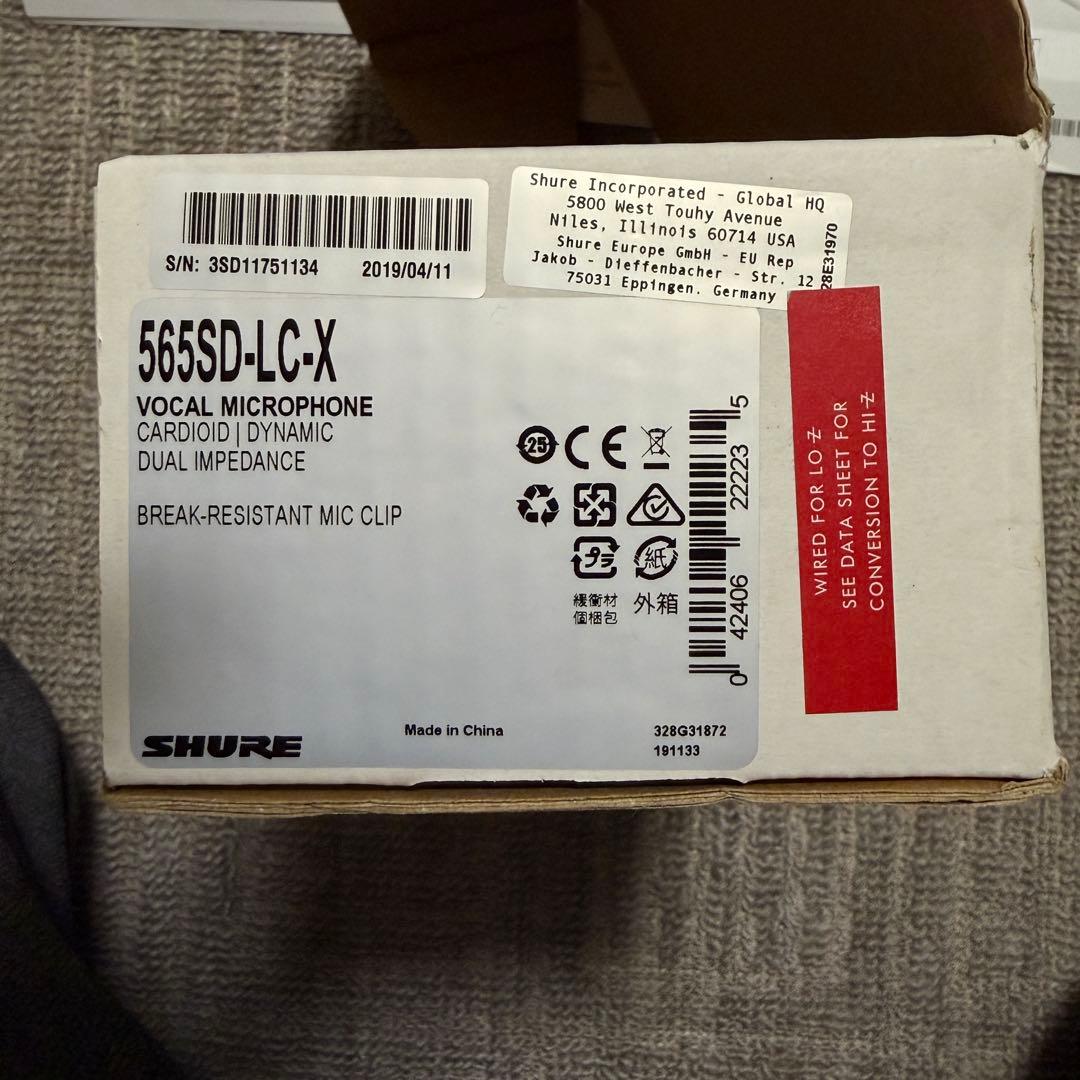 S/N: 3SD11751134 2019/04/11
Shure Incorporated - Global HQ
5800 West Touhy Avenue
Niles, Illinois 60714 USA
Shure Europe GmbH - EU Rep
Jakob - Dieffenbacher - Str. 12
75031 Eppingen. Germany
28E31970
565SD-LC-X
VOCAL MICROPHONE
CARDIOID | DYNAMIC
DUAL IMPEDANCE
BREAK-RESISTANT MIC CLIP
25
CE
プラ
紙
緩衝材
個梱包
外箱
0 42406 22223 5
WIRED FOR LO-Z
SEE DATA SHEET FOR
CONVERSION TO HI-Z
SHURE
Made in China
328G31872
191133